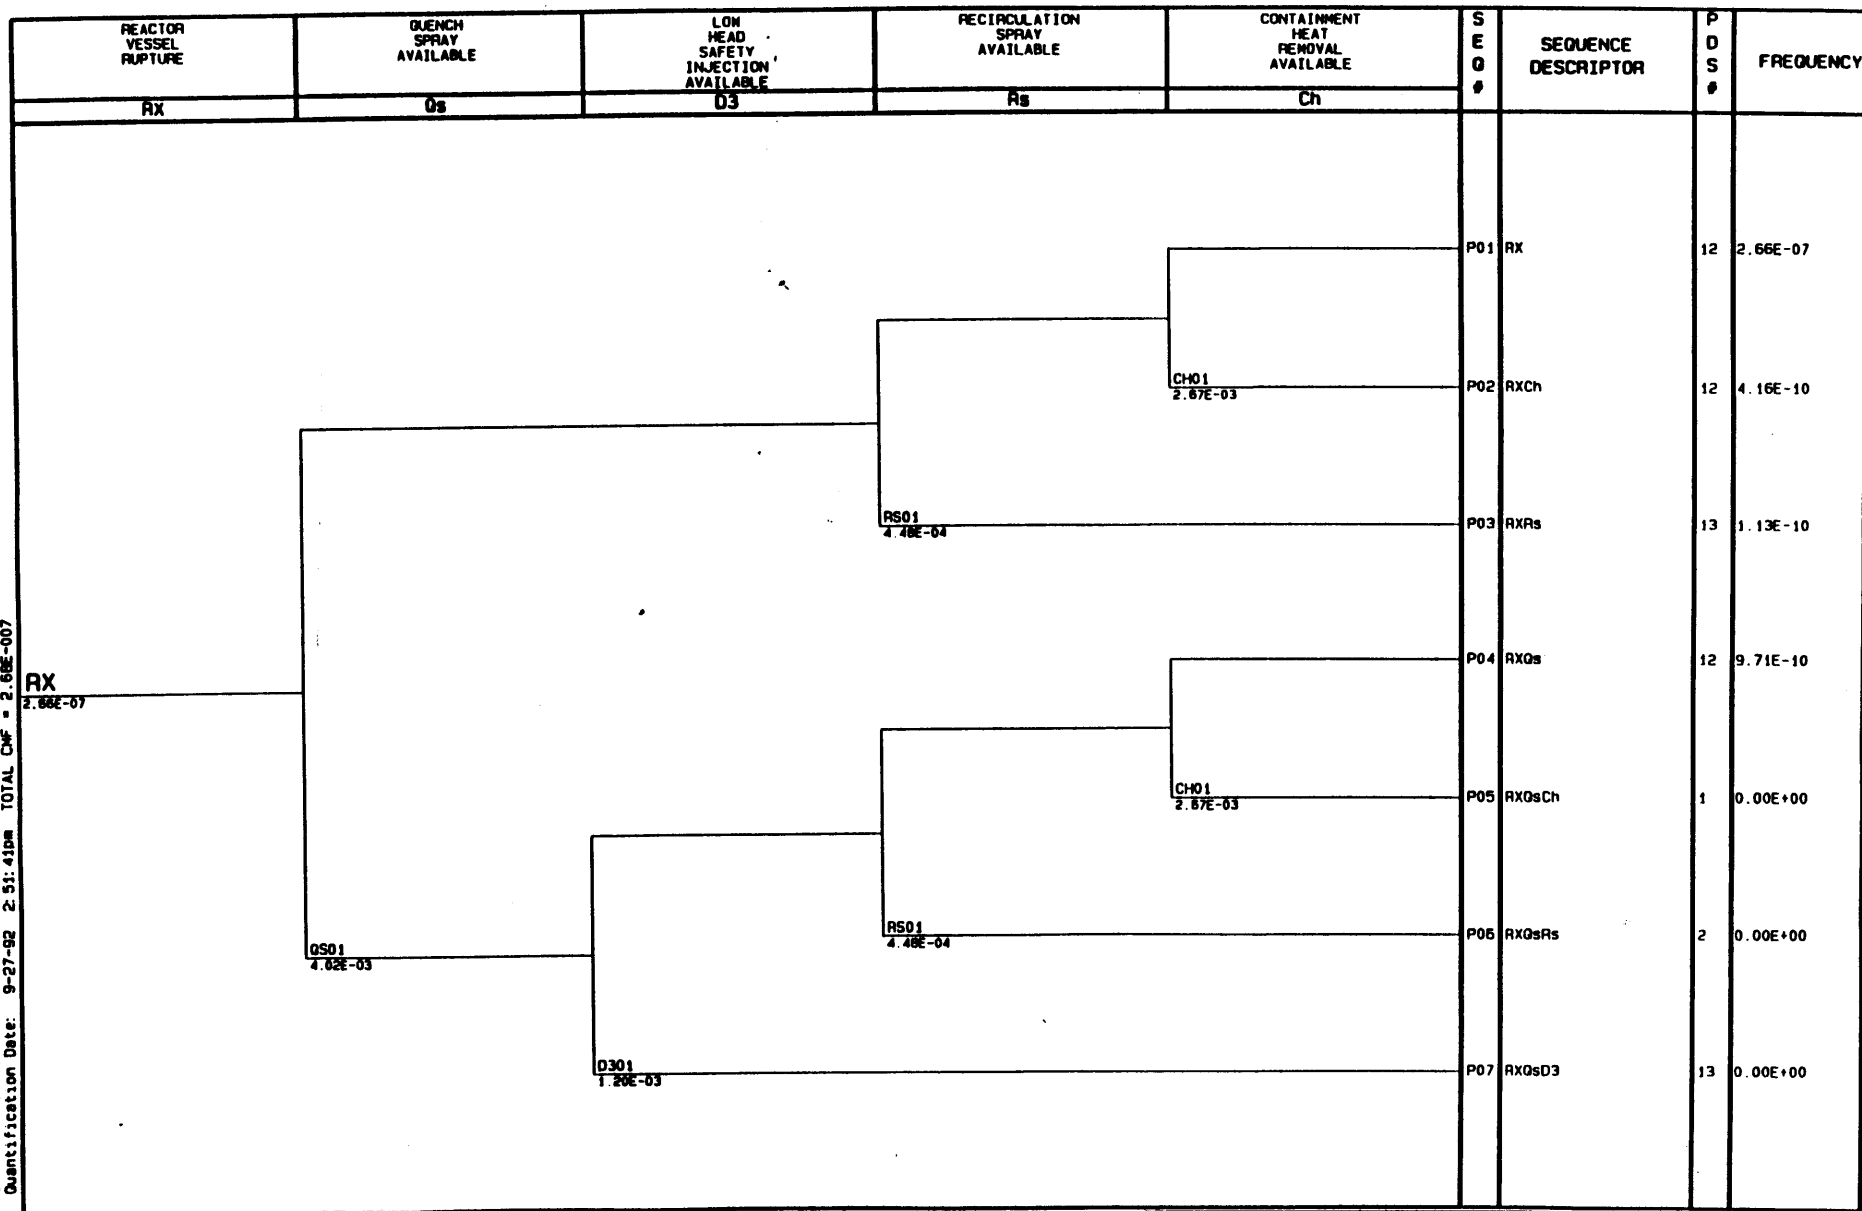 REACTOR
VESSEL
RUPTURE
QUENCH
SPRAY
AVAILABLE
LOW
HEAD
SAFETY
INJECTION
AVAILABLE
RECIRCULATION
SPRAY
AVAILABLE
CONTAINMENT
HEAT
REMOVAL
AVAILABLE
SEQ#
SEQUENCE
DESCRIPTOR
PDS#
FREQUENCY
RX
Qs
D3
Rs
Ch
P01 RX 12 2.66E-07
CH01
2.67E-03
P02 RXCh 12 4.16E-10
RS01
4.48E-04
P03 RXRs 13 1.13E-10
RX
2.66E-07
P04 RXQs 12 9.71E-10
CH01
2.67E-03
P05 RXQsCh 1 0.00E+00
RS01
4.48E-04
P06 RXQsRs 2 0.00E+00
QS01
4.02E-03
D301
1.20E-03
P07 RXQsD3 13 0.00E+00
Quantification Date: 9-27-92 2:51:41pm TOTAL CMF = 2.68E-007